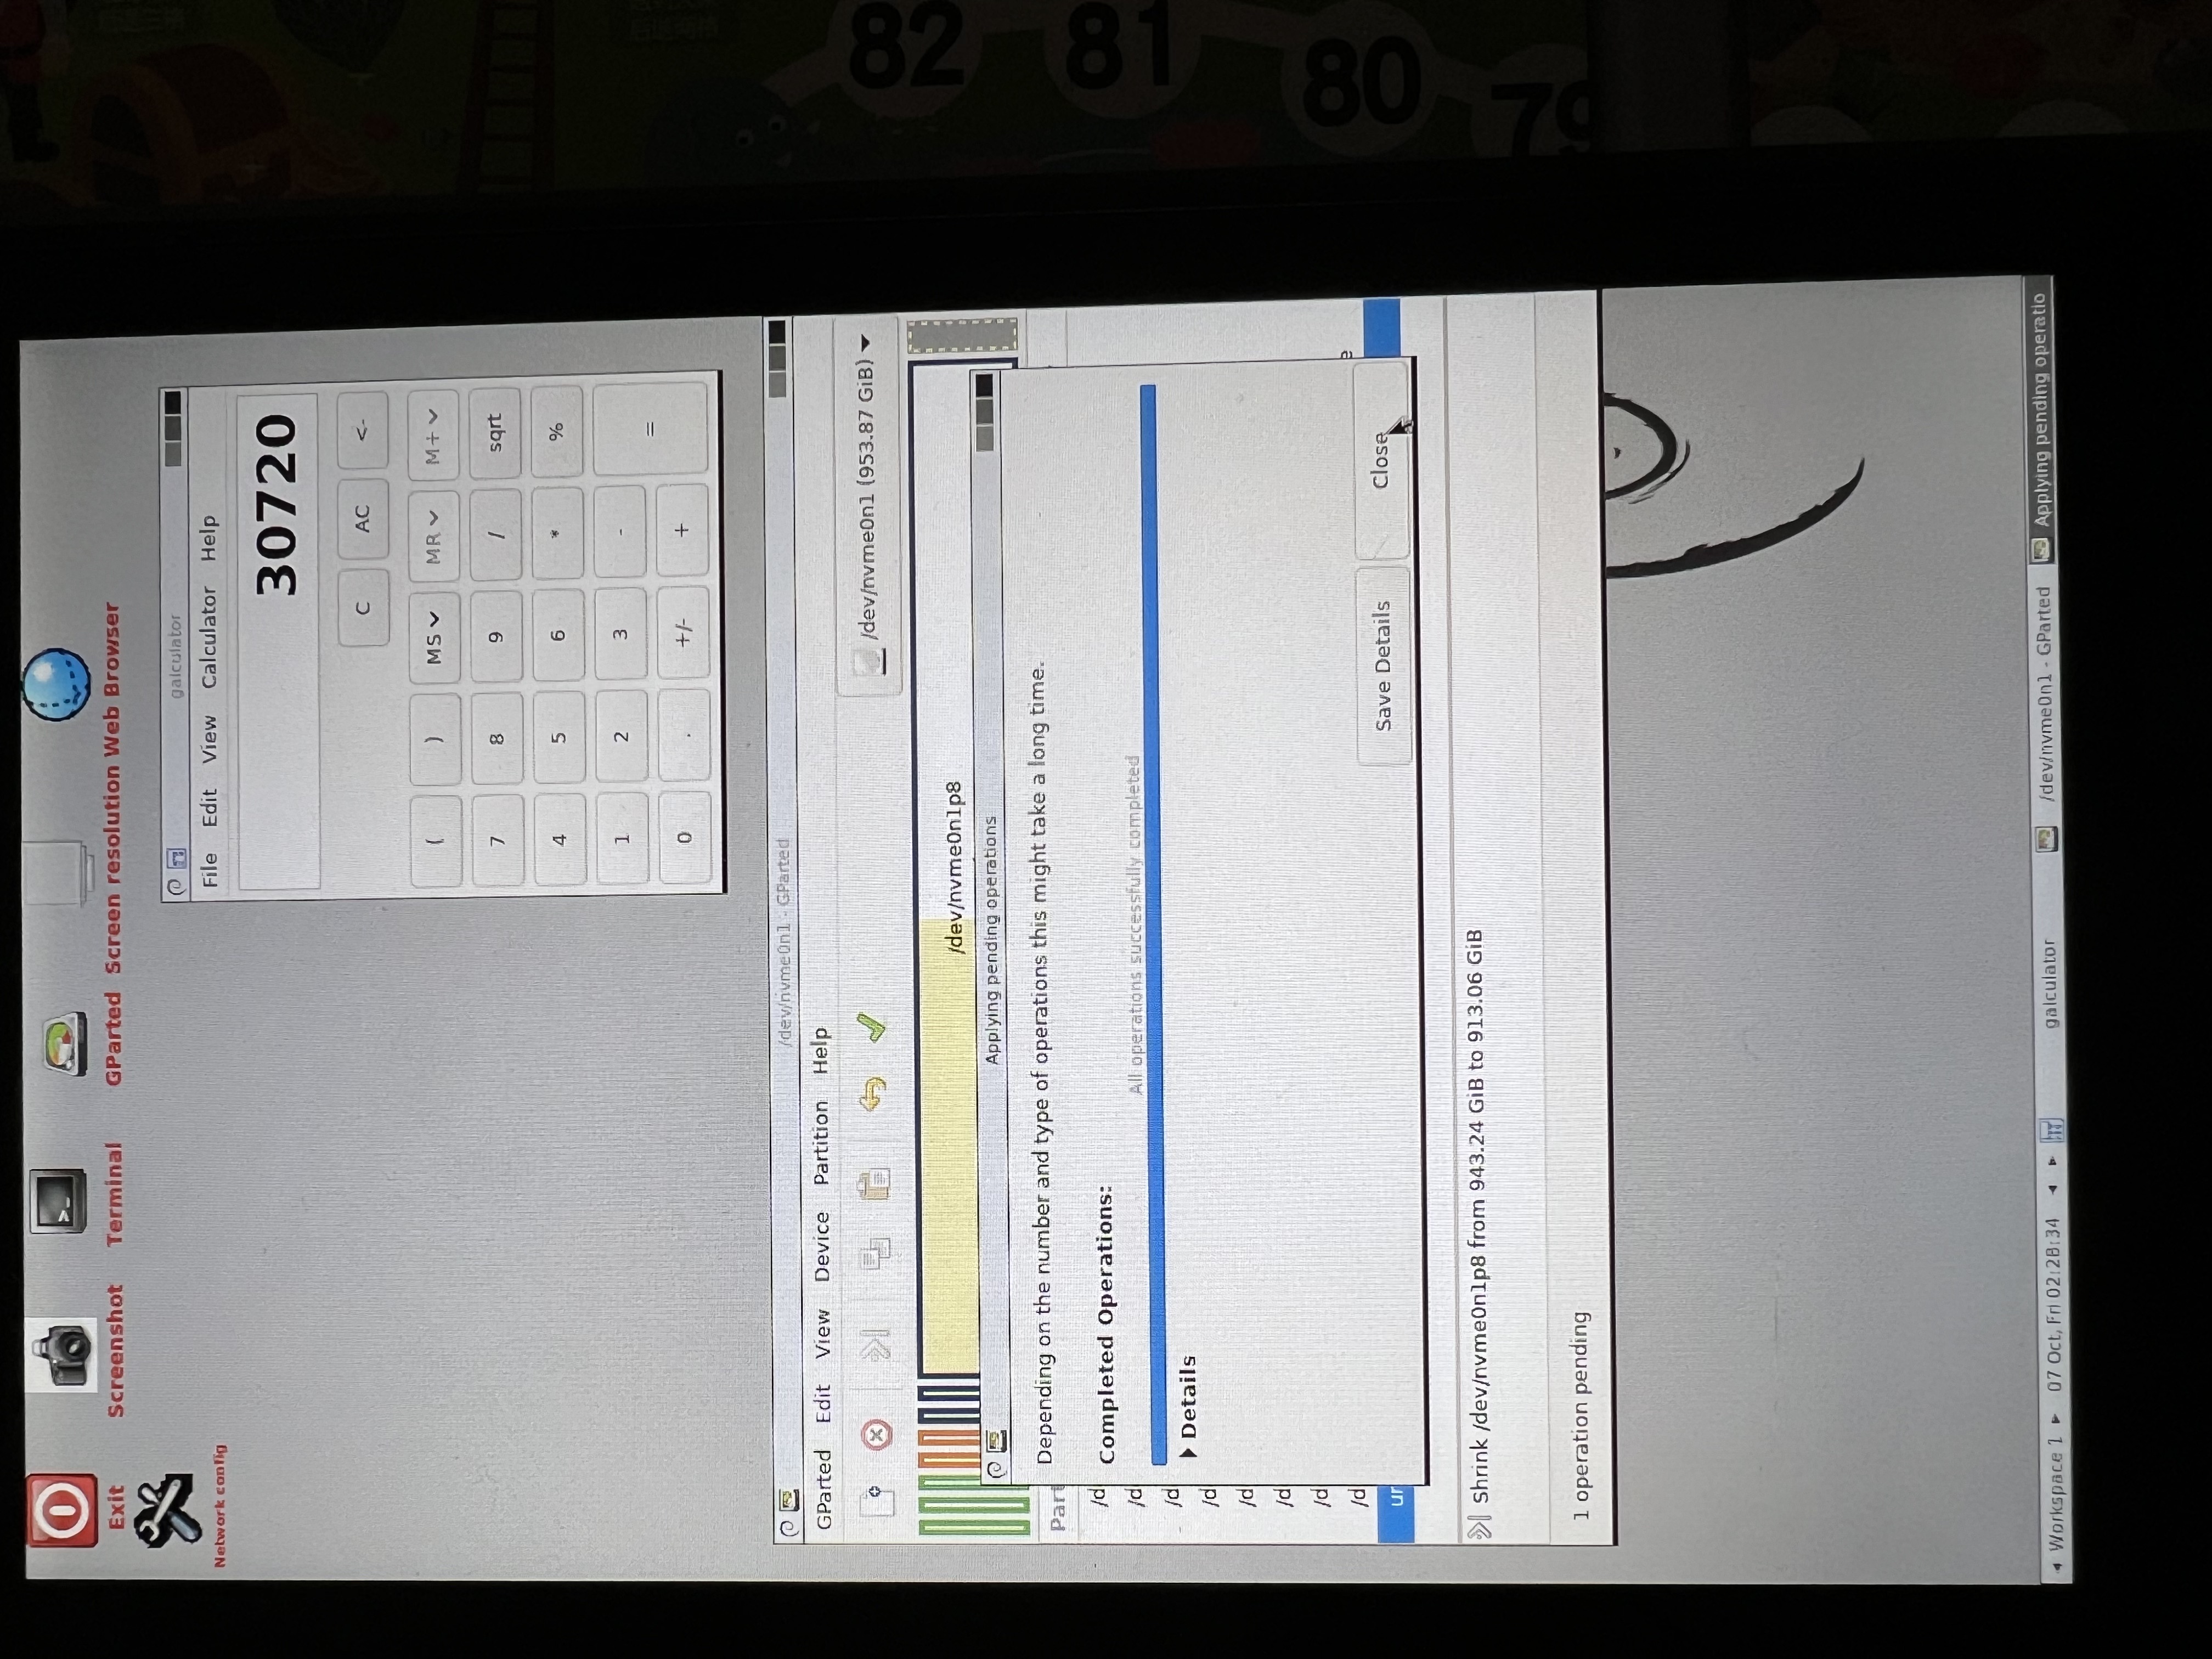 Exit
Screenshot
Terminal
GParted
Screen resolution
Web Browser
Network config
galculator
File Edit View Calculator Help
30720
C AC <-
( ) MS MR M+
7 8 9 / sqrt
4 5 6 * %
1 2 3 -
=
0 . +/- +
/dev/nvme0n1 - GParted
GParted Edit View Device Partition Help
/dev/nvme0n1 (953.87 GiB)
/dev/nvme0n1p8
Applying pending operations
Depending on the number and type of operations this might take a long time.
Part
Completed Operations:
All operations successfully completed
Details
/d
/d
/d
/d
/d
/d
/d
/d
e
ur
Save Details Close
Shrink /dev/nvme0n1p8 from 943.24 GiB to 913.06 GiB
1 operation pending
Workspace 1 07 Oct, Fri 02:28:34 galculator /dev/nvme0n1 - GParted Applying pending operatio
82
81
80
79